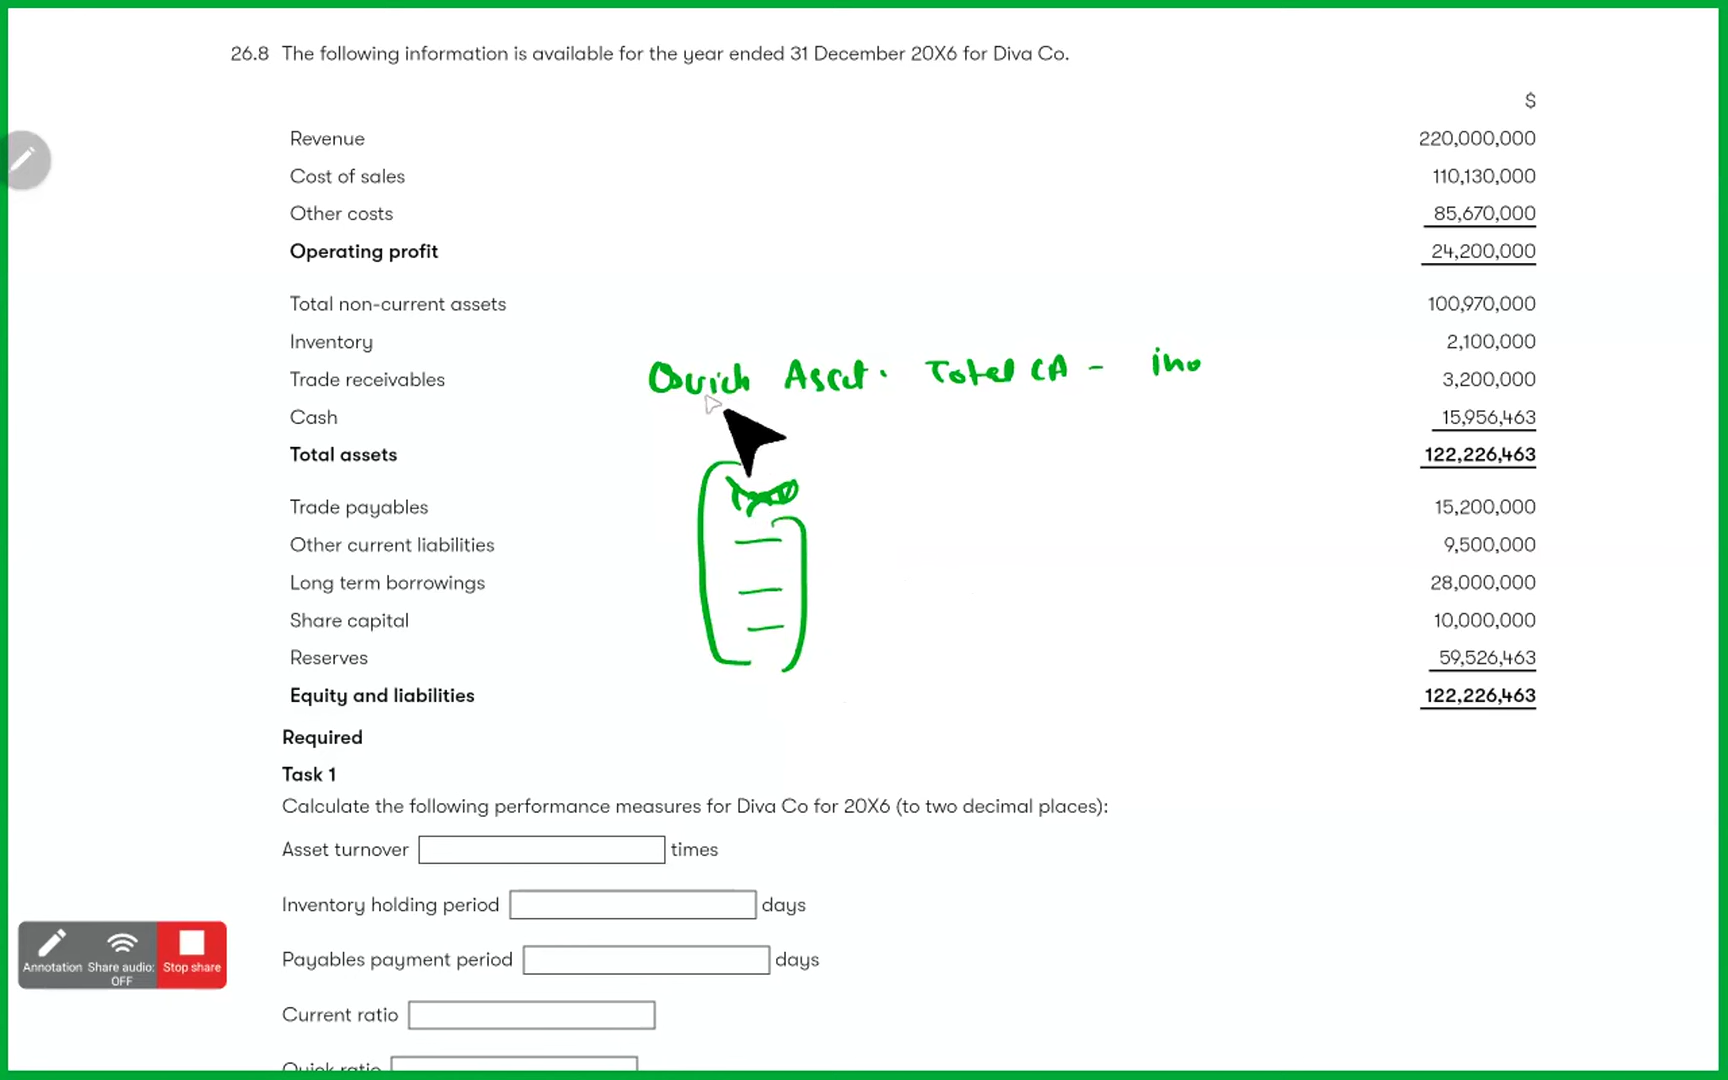 26.8 The following information is available for the year ended 31 December 20X6 for Diva Co.
$
Revenue 220,000,000
Cost of sales 110,130,000
Other costs 85,670,000
Operating profit 24,200,000
Total non-current assets 100,970,000
Inventory 2,100,000
Quick Asset. Total CA -
Trade receivables 3,200,000
Cash 15,956,463
Total assets 122,226,463
Trade payables 15,200,000
Other current liabilities 9,500,000
Long term borrowings 28,000,000
Share capital 10,000,000
Reserves 59,526,463
Equity and liabilities 122,226,463
Required
Task 1
Calculate the following performance measures for Diva Co for 20X6 (to two decimal places):
Asset turnover times
Inventory holding period days
Payables payment period days
Current ratio
Quick ratio
Annotation Share audio: OFF Stop share